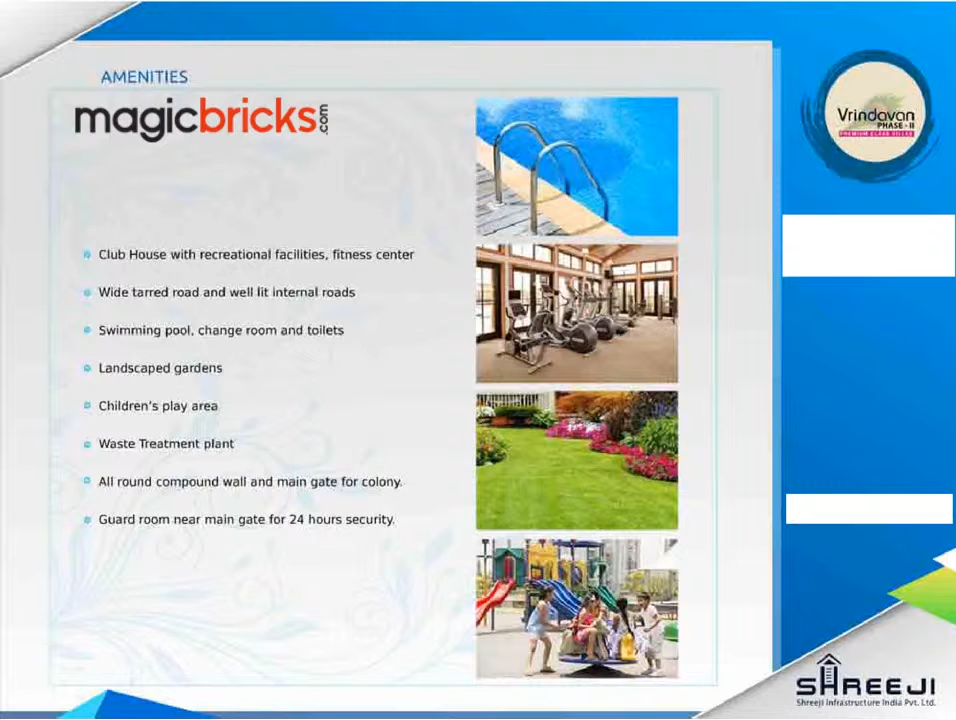 AMENITIES
magicbricks.com
Club House with recreational facilities, fitness center
Wide tarred road and well lit internal roads
Swimming pool, change room and toilets
Landscaped gardens
Children's play area
Waste Treatment plant
All round compound wall and main gate for colony.
Guard room near main gate for 24 hours security.
Vrindavan
PHASE - II
PREMIUM CLASS VILLAS
SHREEJI
Shreeji Infrastructure India Pvt. Ltd.